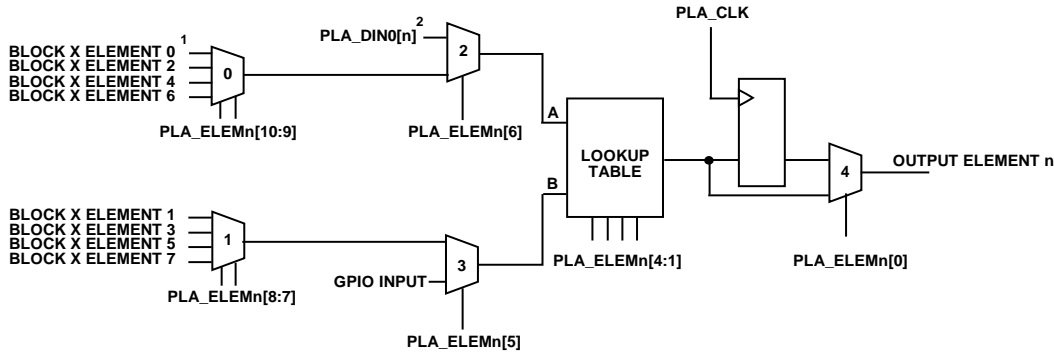 PLA_CLK
PLA_DIN0[n] 2
BLOCK X ELEMENT 0 1
BLOCK X ELEMENT 2
BLOCK X ELEMENT 4
BLOCK X ELEMENT 6
0
2
PLA_ELEMn[10:9]
PLA_ELEMn[6]
A
LOOKUP
TABLE
B
4
OUTPUT ELEMENT n
BLOCK X ELEMENT 1
BLOCK X ELEMENT 3
BLOCK X ELEMENT 5
BLOCK X ELEMENT 7
1
3
GPIO INPUT
PLA_ELEMn[4:1]
PLA_ELEMn[0]
PLA_ELEMn[8:7]
PLA_ELEMn[5]